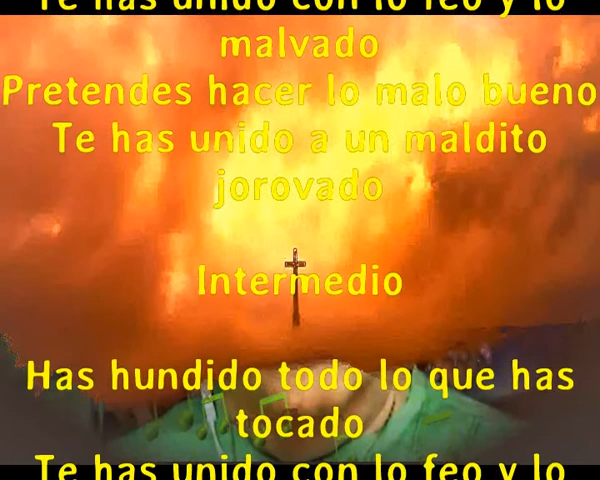 Te has unido con lo feo y lo
malvado
Pretendes hacer lo malo bueno
Te has unido a un maldito
jorovado
Intermedio
Has hundido todo lo que has
tocado
Te has unido con lo feo y lo